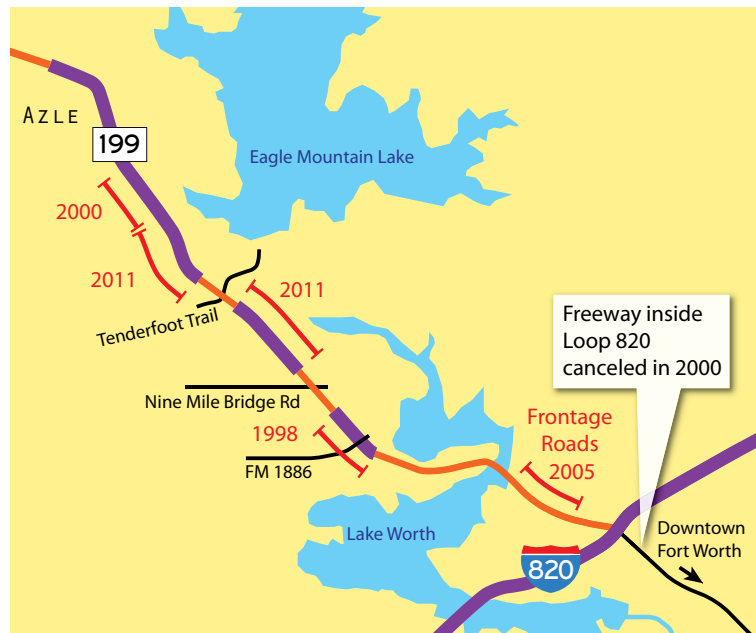 AZLE
199
Eagle Mountain Lake
2000
2011
2011
Tenderfoot Trail
Freeway inside
Loop 820
canceled in 2000
Nine Mile Bridge Rd
1998
FM 1886
Frontage
Roads
2005
Lake Worth
820
Downtown
Fort Worth